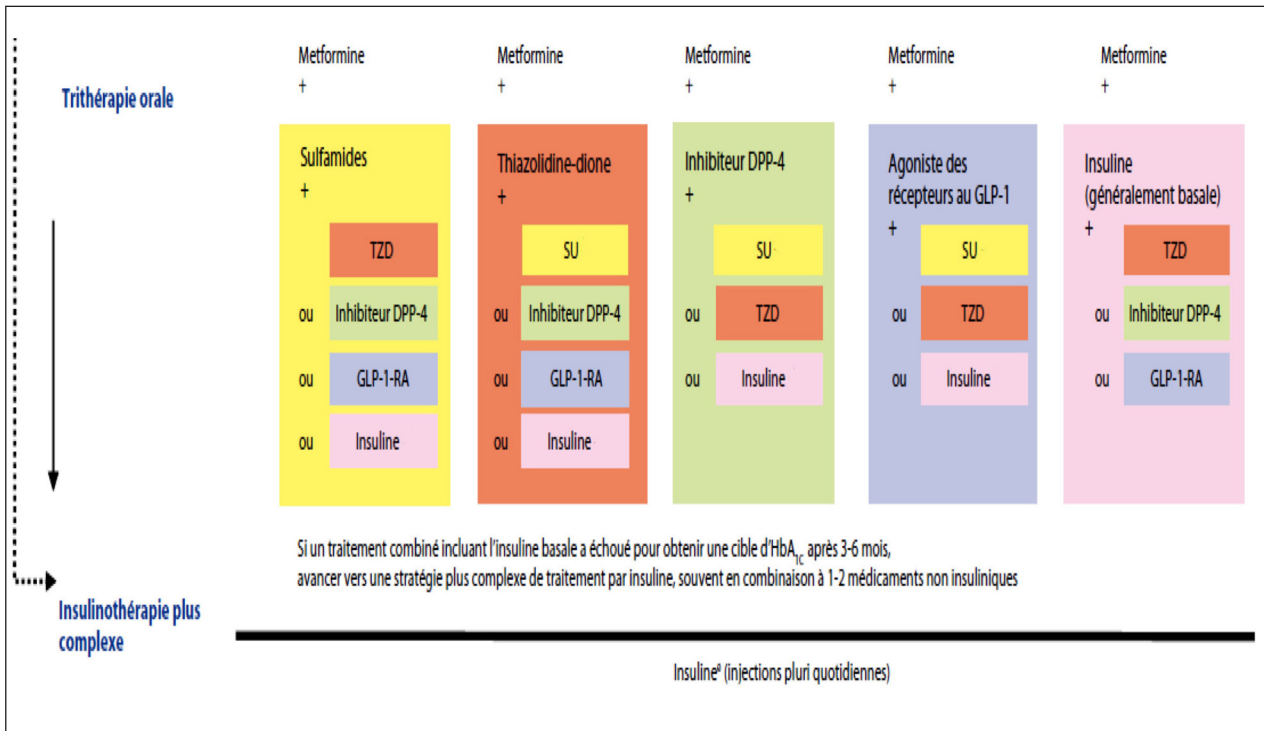 Trithérapie orale
Metformine
+
Sulfamides
+
TZD
ou Inhibiteur DPP-4
ou GLP-1-RA
ou Insuline
Metformine
+
Thiazolidine-dione
+
SU
ou Inhibiteur DPP-4
ou GLP-1-RA
ou Insuline
Metformine
+
Inhibiteur DPP-4
+
SU
ou TZD
ou Insuline
Metformine
+
Agoniste des
récepteurs au GLP-1
+
SU
ou TZD
ou Insuline
Metformine
+
Insuline
(généralement basale)
+
TZD
ou Inhibiteur DPP-4
ou GLP-1-RA
Si un traitement combiné incluant l'insuline basale a échoué pour obtenir une cible d'HbA1C après 3-6 mois,
avancer vers une stratégie plus complexe de traitement par insuline, souvent en combinaison à 1-2 médicaments non insuliniques
Insulinothérapie plus
complexe
Insuline (injections pluri quotidiennes)